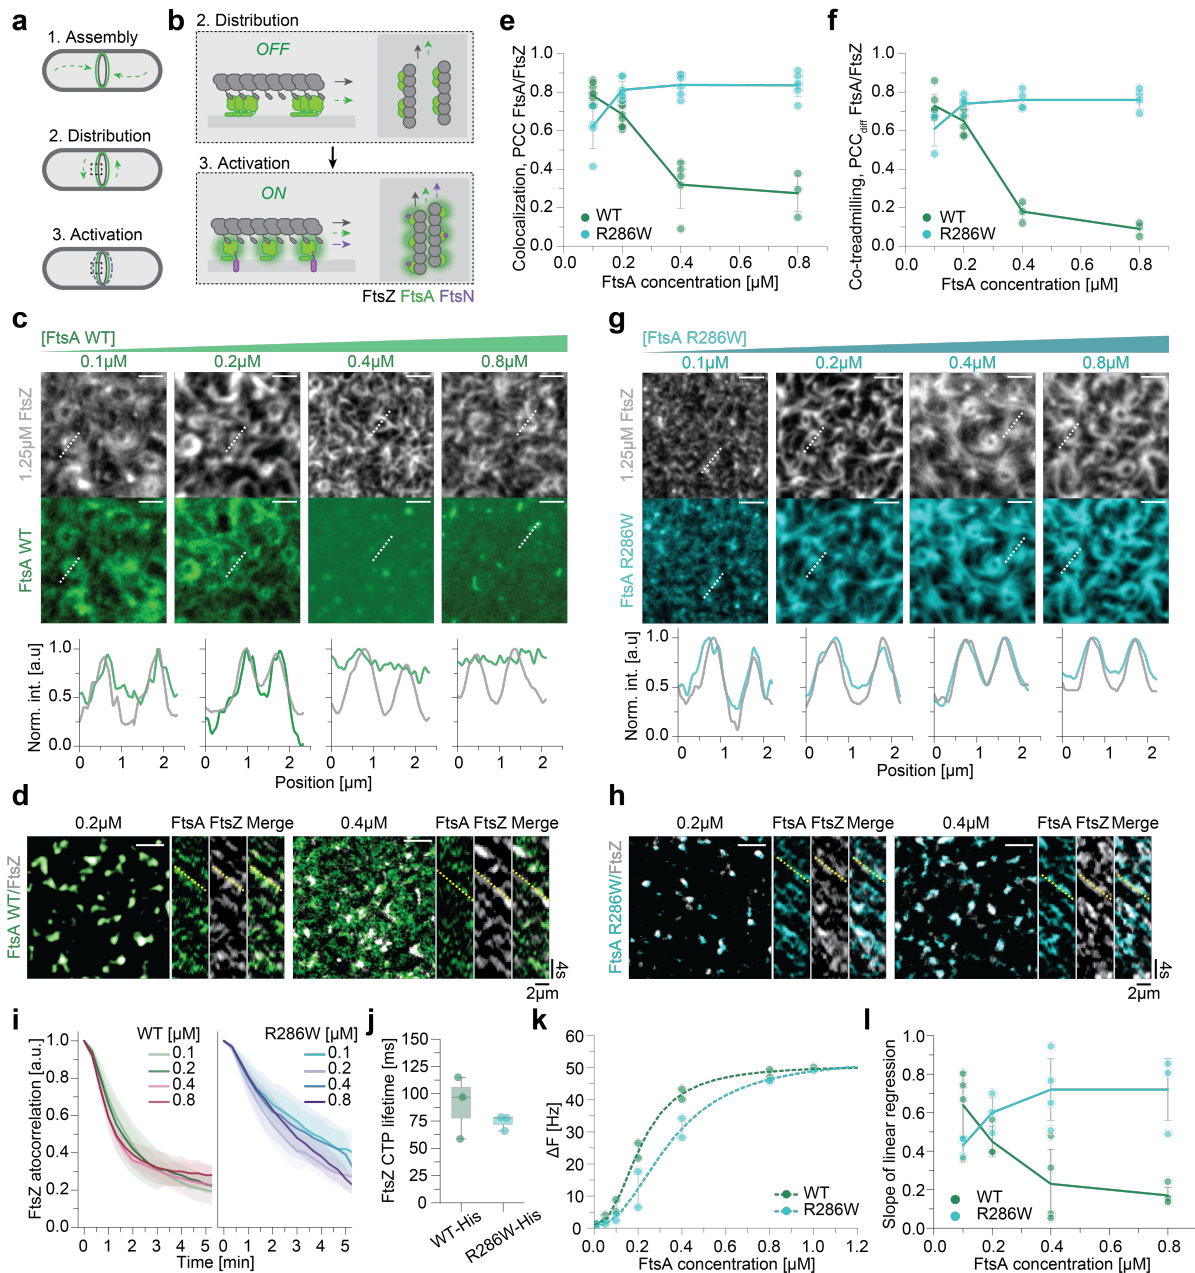 a
1. Assembly
2. Distribution
3. Activation
b
2. Distribution
OFF
3. Activation
ON
FtsZ FtsA FtsN
e
Colocalization, PCC FtsA/FtsZ
1.0
0.8
0.6
0.4
0.2
0.0
WT
R286W
0.0 0.2 0.4 0.6 0.8
FtsA concentration [µM]
f
Co-treadmilling, PCCdiff FtsA/FtsZ
1.0
0.8
0.6
0.4
0.2
0.0
WT
R286W
0.0 0.2 0.4 0.6 0.8
FtsA concentration [µM]
c
[FtsA WT]
0.1µM 0.2µM 0.4µM 0.8µM
1.25µM FtsZ
FtsA WT
Norm. int. [a.u]
1.0
0.5
0.0
0 1 2 0 1 2 0 1 2 0 1 2
Position [µm]
g
[FtsA R286W]
0.1µM 0.2µM 0.4µM 0.8µM
1.25µM FtsZ
FtsA R286W
Norm. int. [a.u]
1.0
0.5
0.0
0 1 2 0 1 2 0 1 2 0 1 2
Position [µm]
d
0.2µM FtsA FtsZ Merge 0.4µM FtsA FtsZ Merge
FtsA WT/FtsZ
4s
2µm
h
0.2µM FtsA FtsZ Merge 0.4µM FtsA FtsZ Merge
FtsA R286W/FtsZ
4s
2µm
i
FtsZ atocorrelation [a.u.]
1.0
0.8
0.6
0.4
0.2
0.0
WT [µM]
0.1
0.2
0.4
0.8
R286W [µM]
0.1
0.2
0.4
0.8
0 1 2 3 4 5 0 1 2 3 4 5
Time [min]
j
FtsZ CTP lifetime [ms]
150
125
100
75
50
25
0
WT-His
R286W-His
k
ΔF [Hz]
60
50
40
30
20
10
0
WT
R286W
0.0 0.2 0.4 0.6 0.8 1.0 1.2
FtsA concentration [µM]
l
Slope of linear regression
1.0
0.8
0.6
0.4
0.2
0.0
WT
R286W
0.0 0.2 0.4 0.6 0.8
FtsA concentration [µM]